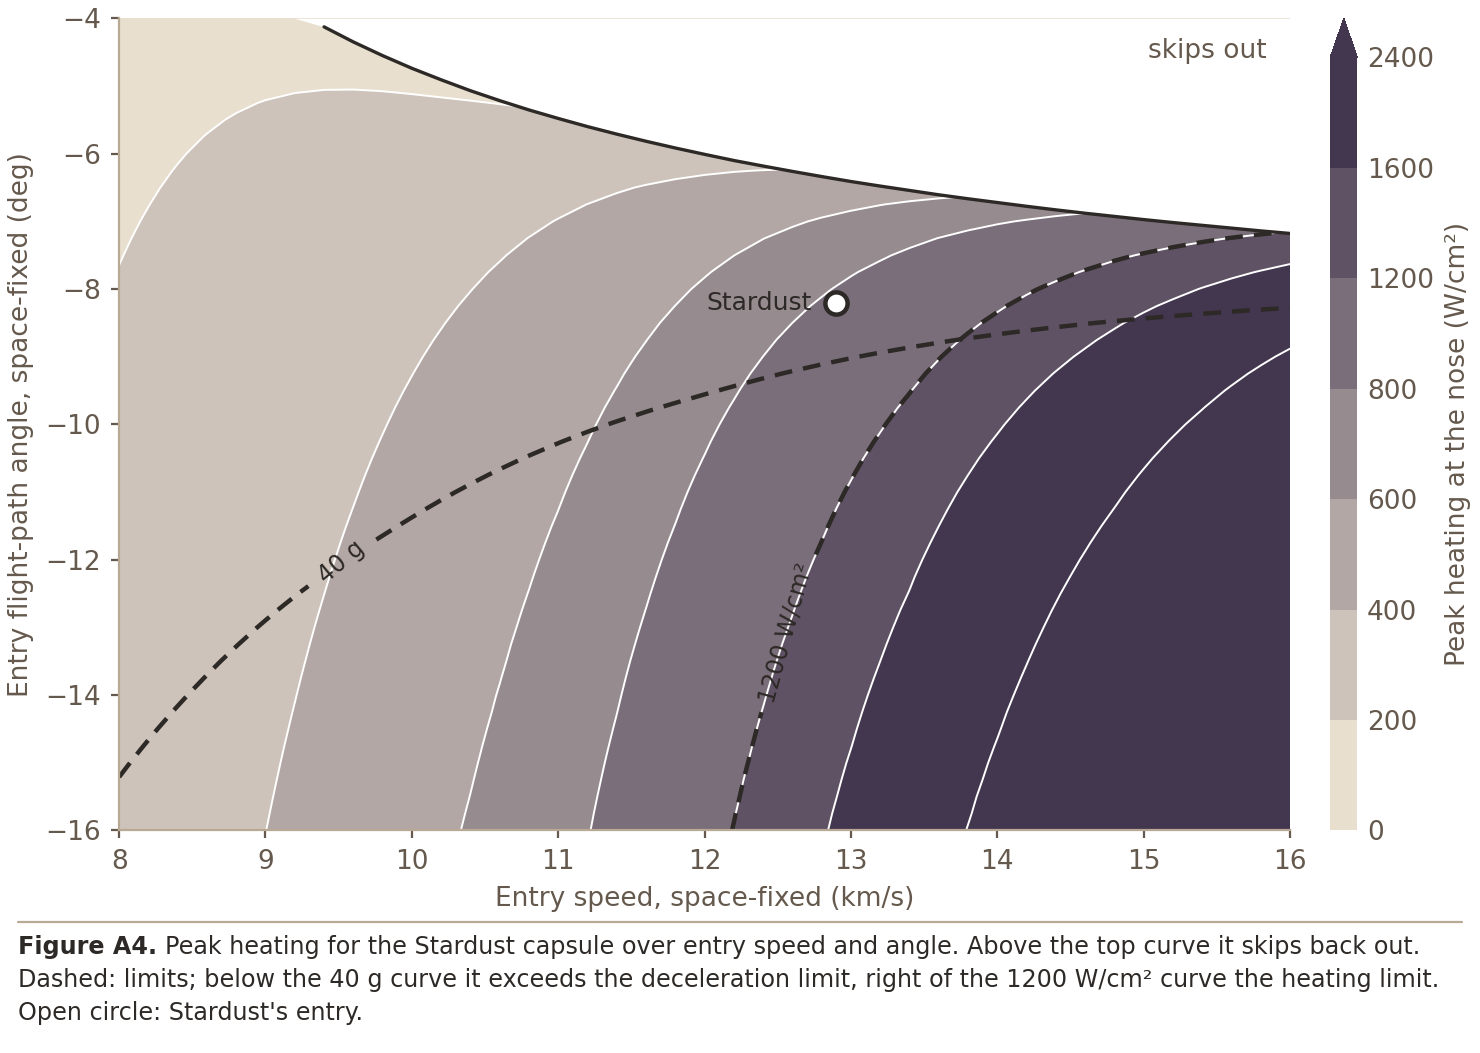 −4
−6
−8
−10
−12
−14
−16
Entry flight-path angle, space-fixed (deg)
8
9
10
11
12
13
14
15
16
Entry speed, space-fixed (km/s)
skips out
Stardust
40 g
1200 W/cm²
2400
1600
1200
800
600
400
200
0
Peak heating at the nose (W/cm²)
Figure A4. Peak heating for the Stardust capsule over entry speed and angle. Above the top curve it skips back out.
Dashed: limits; below the 40 g curve it exceeds the deceleration limit, right of the 1200 W/cm² curve the heating limit.
Open circle: Stardust's entry.